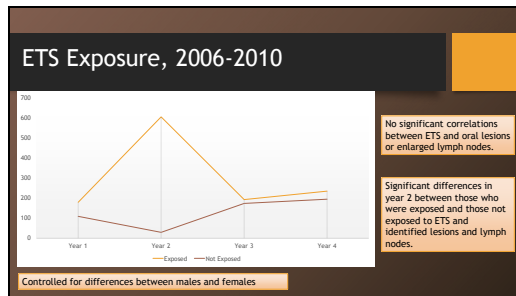 ETS Exposure, 2006-2010
700
600
500
400
300
200
100
0
Year 1 Year 2 Year 3 Year 4
Exposed Not Exposed
No significant correlations
between ETS and oral lesions
or enlarged lymph nodes.
Significant differences in
year 2 between those who
were exposed and those not
exposed to ETS and
identified lesions and lymph
nodes.
Controlled for differences between males and females